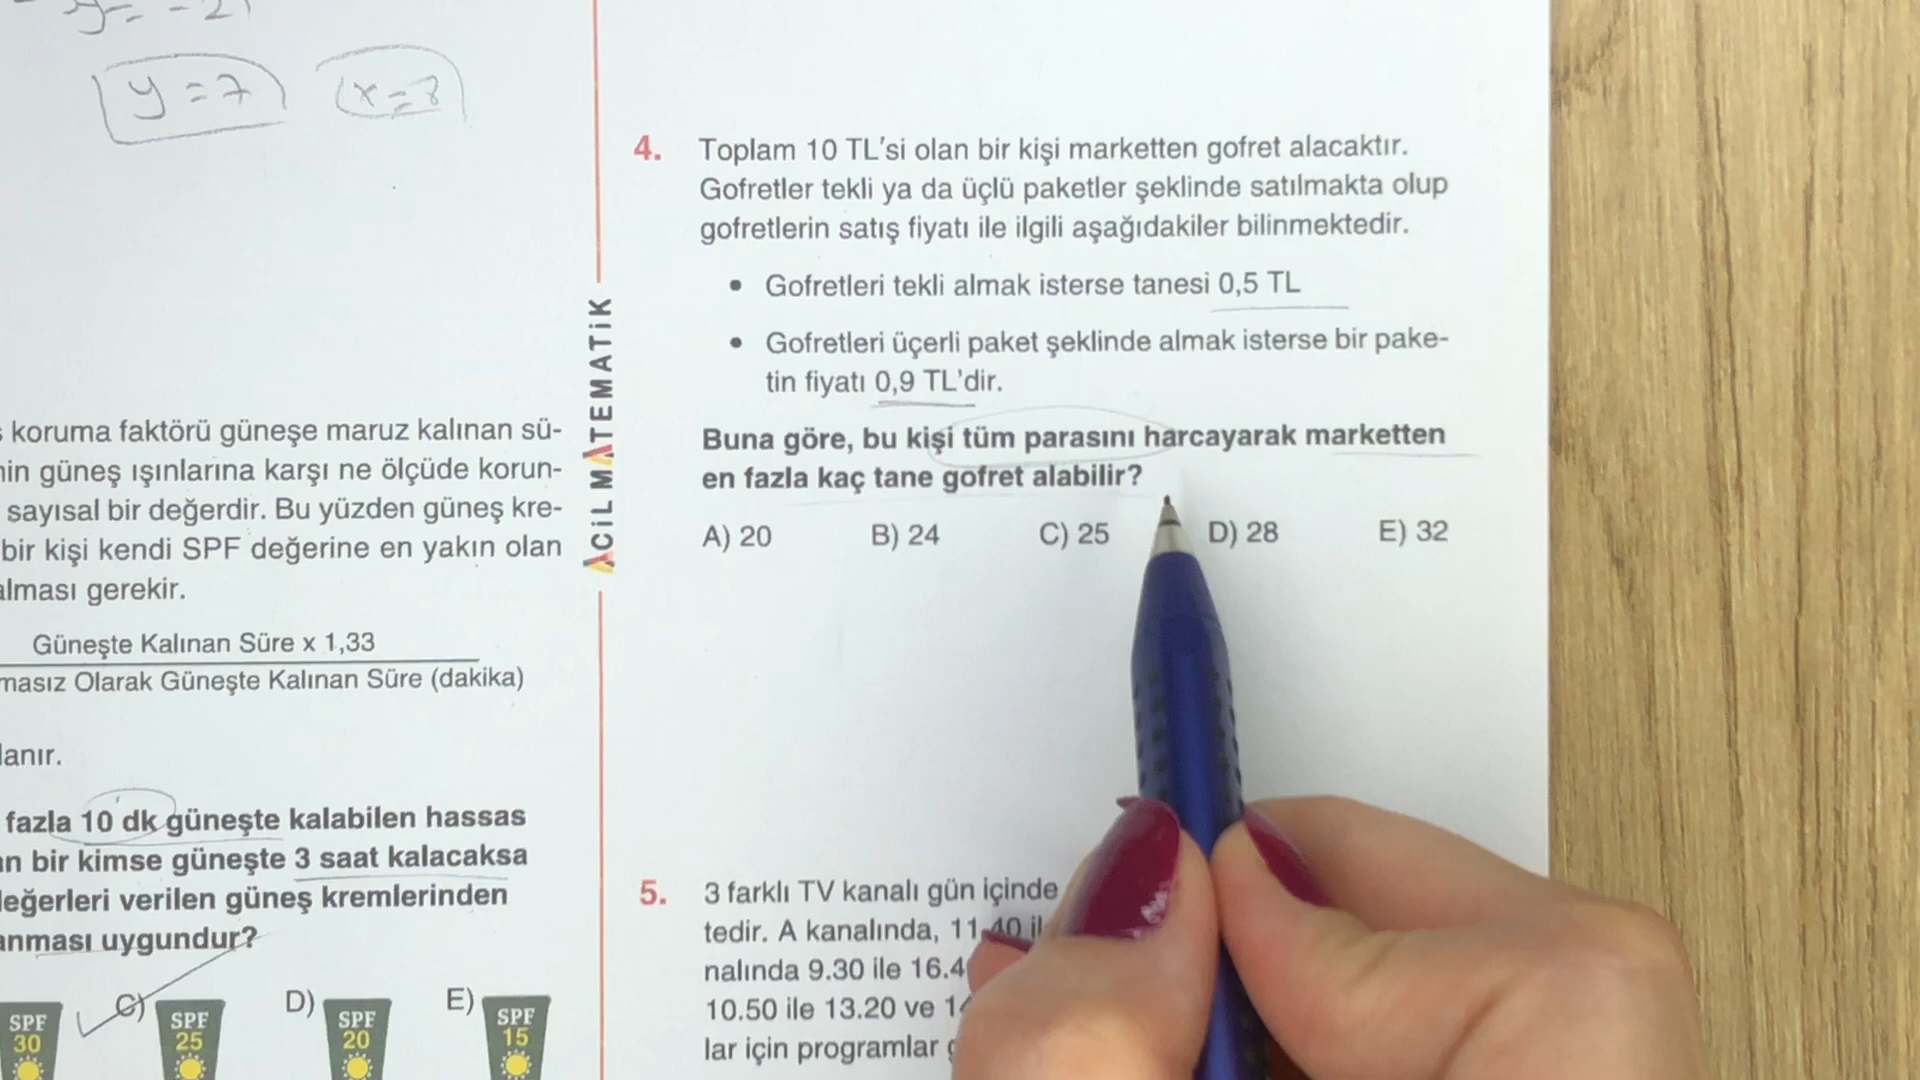 y = 7
x = 3
koruma faktörü güneşe maruz kalınan sü-
nin güneş ışınlarına karşı ne ölçüde korun-
sayısal bir değerdir. Bu yüzden güneş kre-
bir kişi kendi SPF değerine en yakın olan
alması gerekir.
Güneşte Kalınan Süre x 1,33
masız Olarak Güneşte Kalınan Süre (dakika)
lanır.
fazla 10 dk güneşte kalabilen hassas
an bir kimse güneşte 3 saat kalacaksa
değerleri verilen güneş kremlerinden
anması uygundur?
C) D) E)
SPF 30
SPF 25
SPF 20
SPF 15
ACİL MATEMATİK
4. Toplam 10 TL'si olan bir kişi marketten gofret alacaktır.
Gofretler tekli ya da üçlü paketler şeklinde satılmakta olup
gofretlerin satış fiyatı ile ilgili aşağıdakiler bilinmektedir.
• Gofretleri tekli almak isterse tanesi 0,5 TL
• Gofretleri üçerli paket şeklinde almak isterse bir pake-
tin fiyatı 0,9 TL'dir.
Buna göre, bu kişi tüm parasını harcayarak marketten
en fazla kaç tane gofret alabilir?
A) 20 B) 24 C) 25 D) 28 E) 32
5. 3 farklı TV kanalı gün içinde
tedir. A kanalında, 11.40
nalında 9.30 ile 16.4
10.50 ile 13.20 ve
lar için programlar